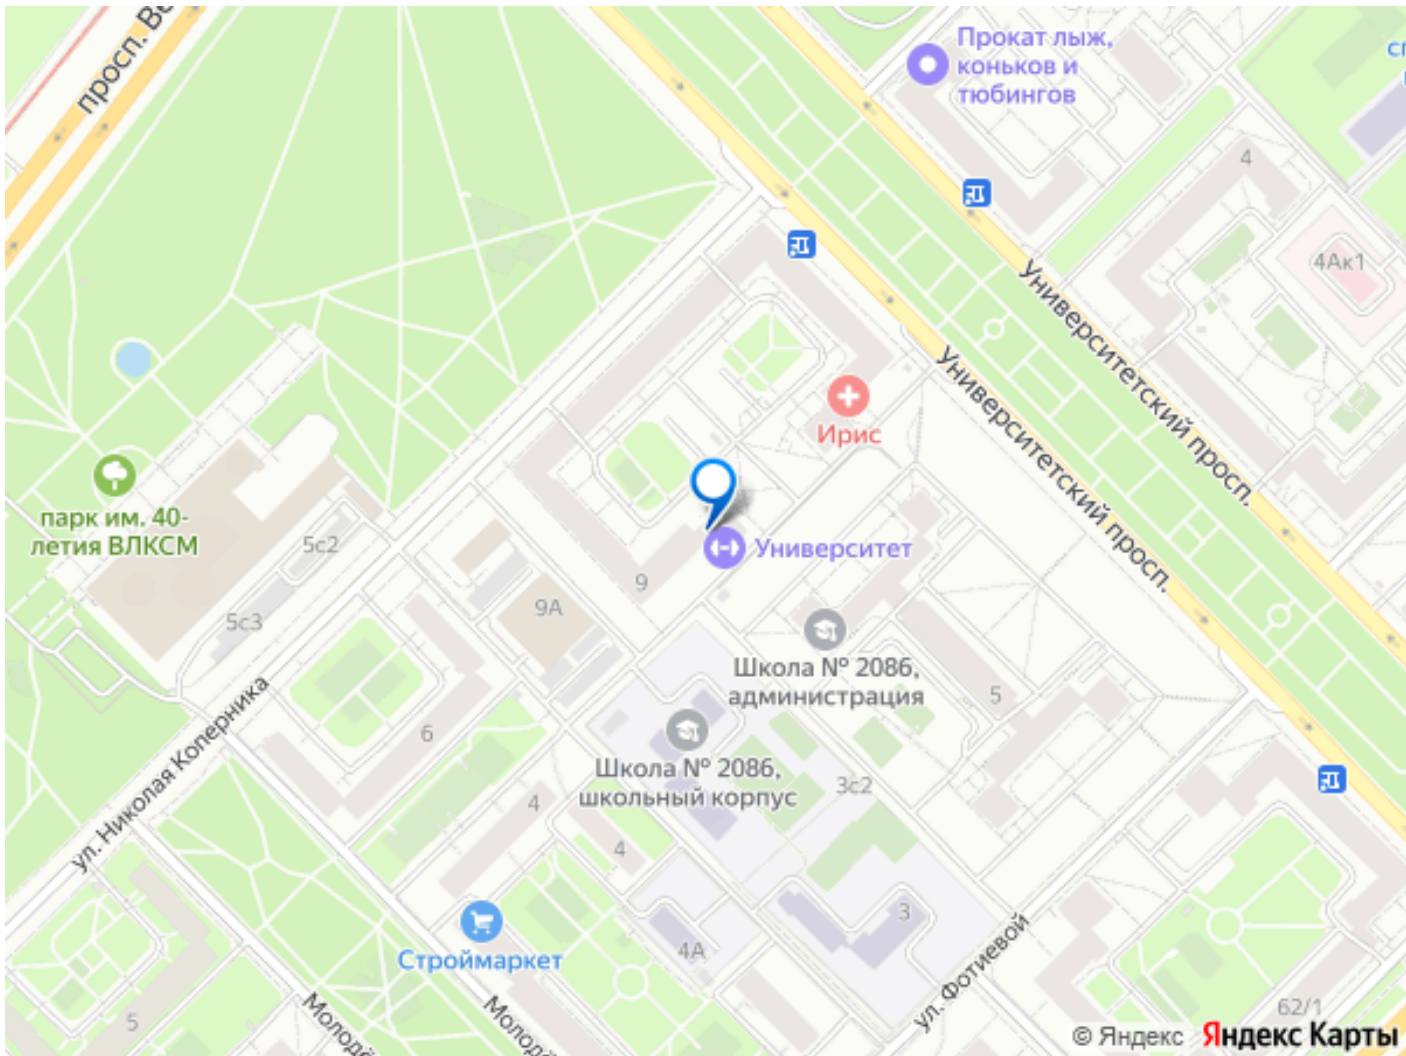 просп. Ве
Прокат лыж,
коньков и
тюбингов
4
4Ак1
Университетский просп.
Университетский просп.
Ирис
парк им. 40-
летия ВЛКСМ
5с2
5с3
9
9А
Университет
Школа № 2086,
администрация
5
6
Школа № 2086,
школьный корпус
3с2
ул. Николая Коперника
4
4
4А
3
Строймаркет
ул. Фотиевой
62/1
5
Молодё
Молодё
© Яндекс Яндекс Карты